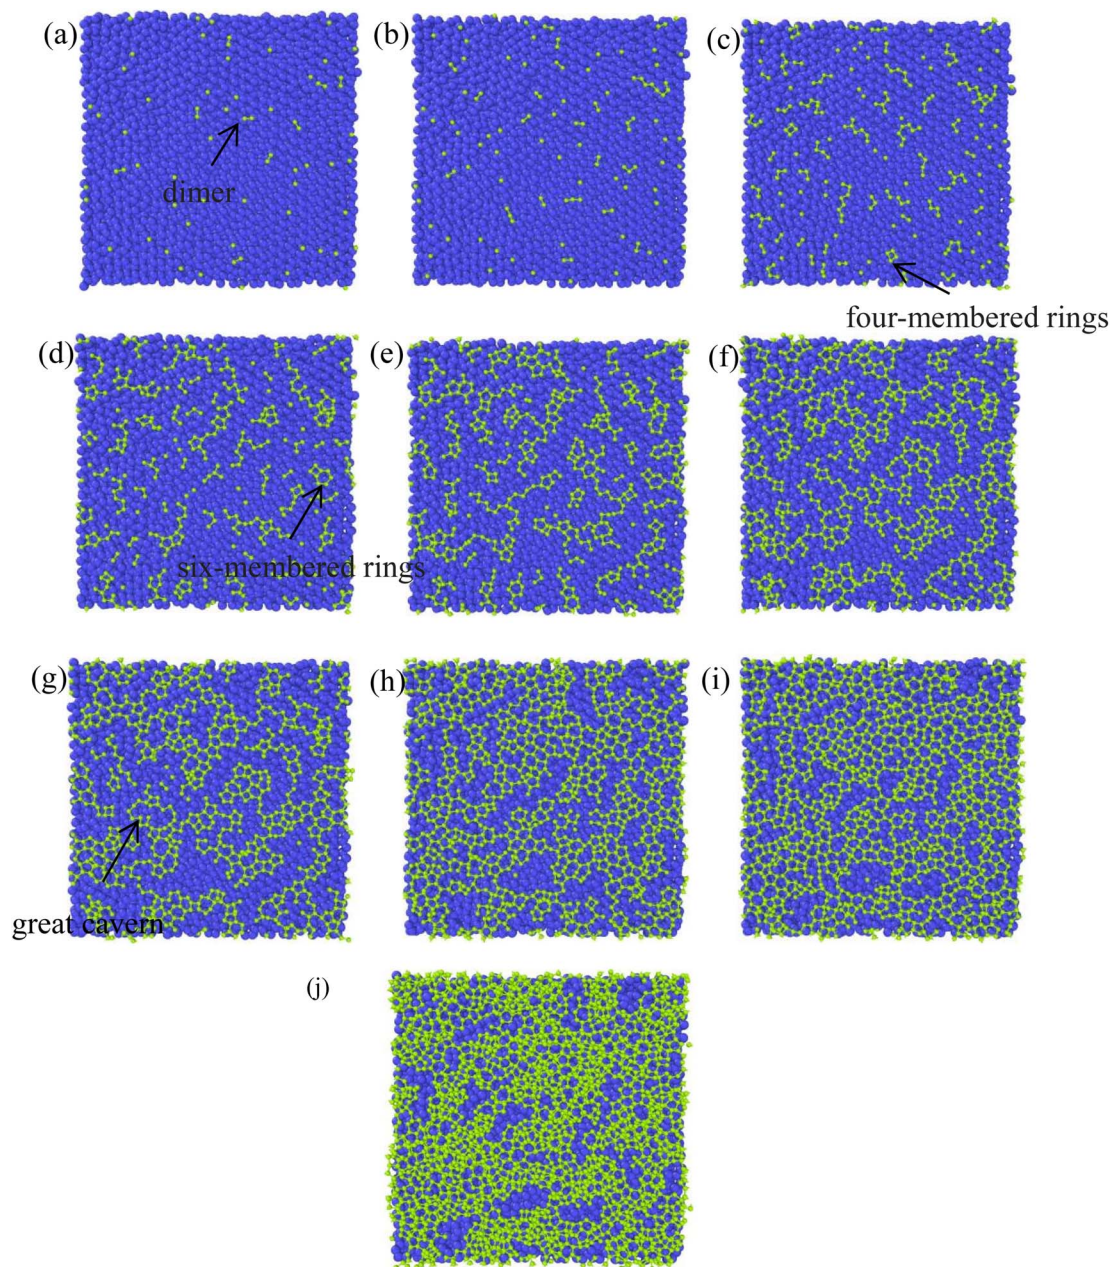 (a)
(b)
(c)
dimer
four-membered rings
(d)
(e)
(f)
six-membered rings
(g)
(h)
(i)
great cavern
(j)